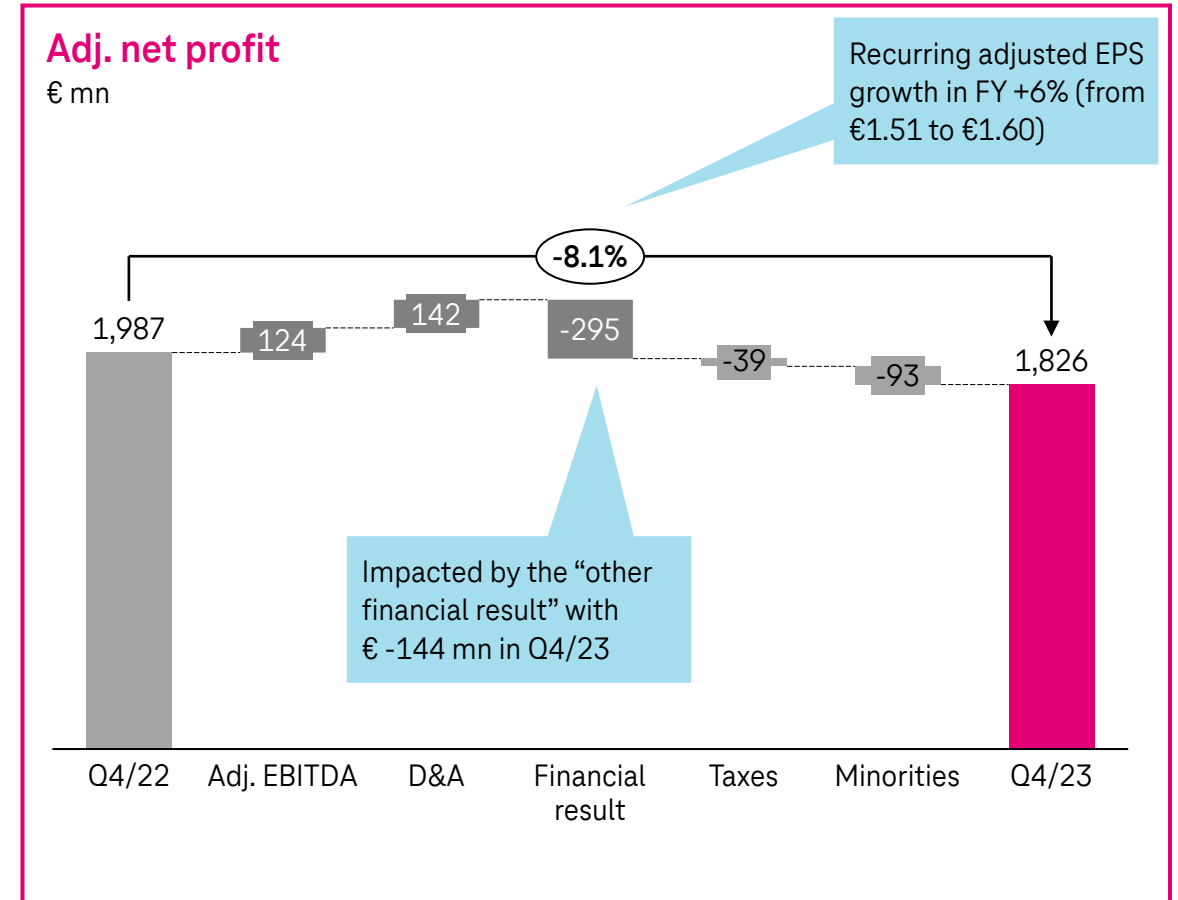 Adj. net profit
€ mn
Recurring adjusted EPS
growth in FY +6% (from
€1.51 to €1.60)
-8.1%
1,987
124
142
-295
-39
-93
1,826
Impacted by the “other
financial result” with
€ -144 mn in Q4/23
Q4/22
Adj. EBITDA
D&A
Financial
result
Taxes
Minorities
Q4/23